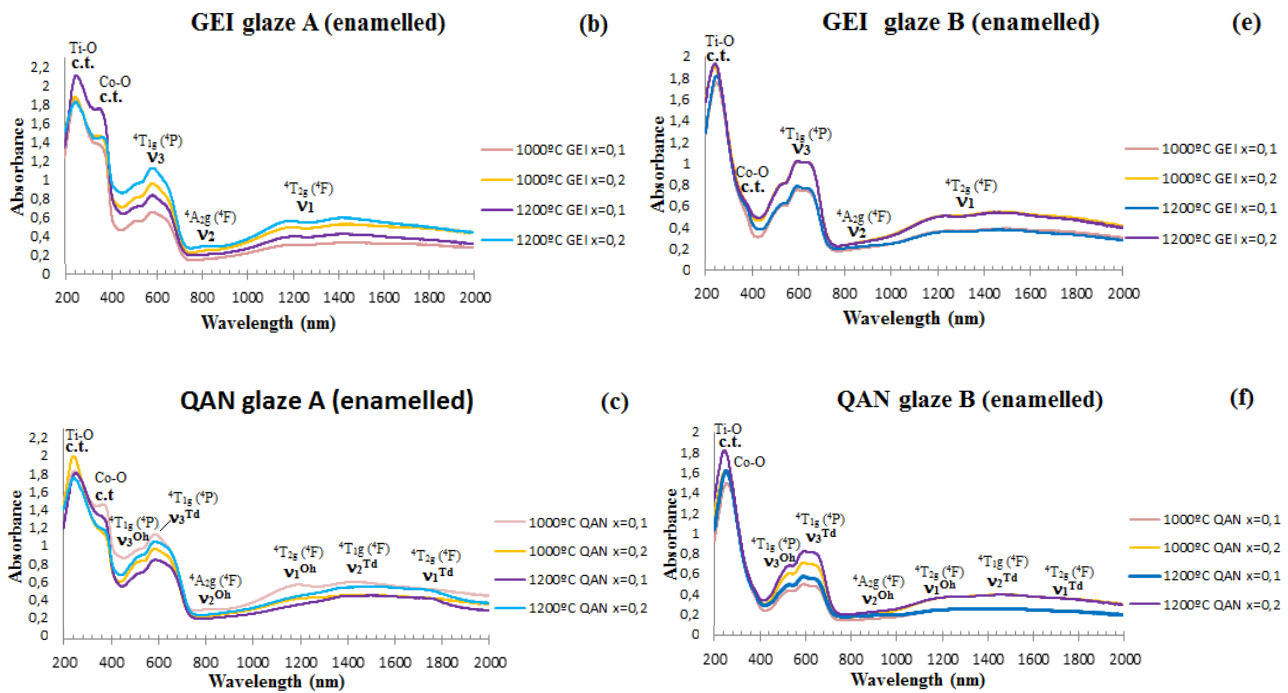 GEI glaze A (enamelled)
(b)
Ti-O
c.t.
Co-O
c.t.
⁴T₁g (⁴P)
ν3
⁴A₂g (⁴F)
ν2
⁴T₂g (⁴F)
ν1
Absorbance
2,2
2
1,8
1,6
1,4
1,2
1
0,8
0,6
0,4
0,2
0
200 400 600 800 1000 1200 1400 1600 1800 2000
Wavelength (nm)
1000ºC GEI x=0,1
1000ºC GEI x=0,2
1200ºC GEI x=0,1
1200ºC GEI x=0,2
GEI glaze B (enamelled)
(e)
Ti-O
c.t.
Co-O
c.t.
⁴T₁g (⁴P)
ν3
⁴A₂g (⁴F)
ν2
⁴T₂g (⁴F)
ν1
Absorbance
2
1,8
1,6
1,4
1,2
1
0,8
0,6
0,4
0,2
0
200 400 600 800 1000 1200 1400 1600 1800 2000
Wavelength (nm)
1000ºC GEI x=0,1
1000ºC GEI x=0,2
1200ºC GEI x=0,1
1200ºC GEI x=0,2
QAN glaze A (enamelled)
(c)
Ti-O
c.t.
Co-O
c.t
⁴T₁g (⁴P)
ν3ᴼʰ
⁴T₁g (⁴P)
ν3ᵀᵈ
⁴A₂g (⁴F)
ν2ᴼʰ
⁴T₂g (⁴F)
ν1ᴼʰ
⁴T1g (⁴F)
ν2ᵀᵈ
⁴T₂g (⁴F)
ν1ᵀᵈ
Absorbance
2,2
2
1,8
1,6
1,4
1,2
1
0,8
0,6
0,4
0,2
0
200 400 600 800 1000 1200 1400 1600 1800 2000
Wavelength (nm)
1000ºC QAN x=0,1
1000ºC QAN x=0,2
1200ºC QAN x=0,1
1200ºC QAN x=0,2
QAN glaze B (enamelled)
(f)
Ti-O
c.t.
Co-O
⁴T₁g (⁴P)
ν3ᴼʰ
⁴T₁g (⁴P)
ν3ᵀᵈ
⁴A₂g (⁴F)
ν2ᴼʰ
⁴T₂g (⁴F)
ν1ᴼʰ
⁴T1g (⁴F)
ν2ᵀᵈ
⁴T₂g (⁴F)
ν1ᵀᵈ
Absorbance
2
1,8
1,6
1,4
1,2
1
0,8
0,6
0,4
0,2
0
200 400 600 800 1000 1200 1400 1600 1800 2000
Wavelength (nm)
1000ºC QAN x=0,1
1000ºC QAN x=0,2
1200ºC QAN x=0,1
1200ºC QAN x=0,2